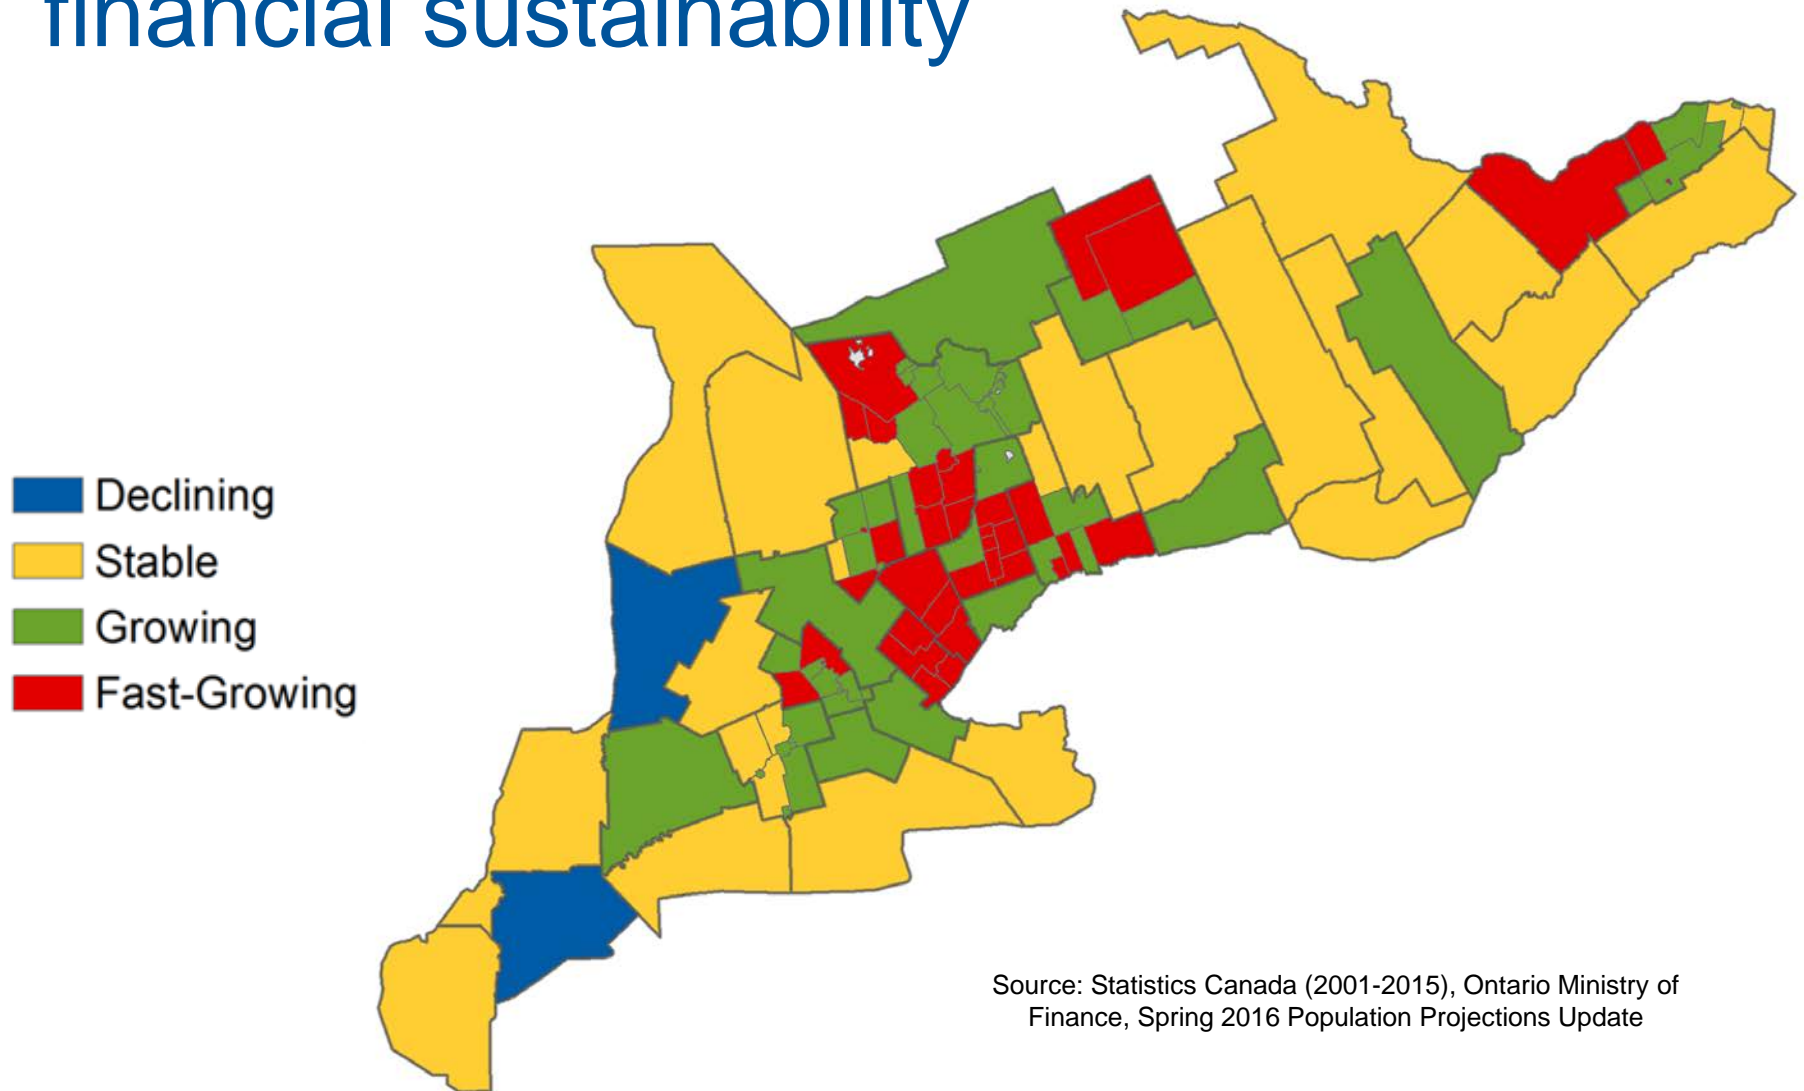 financial sustainability
Declining
Stable
Growing
Fast-Growing
Source: Statistics Canada (2001-2015), Ontario Ministry of
Finance, Spring 2016 Population Projections Update